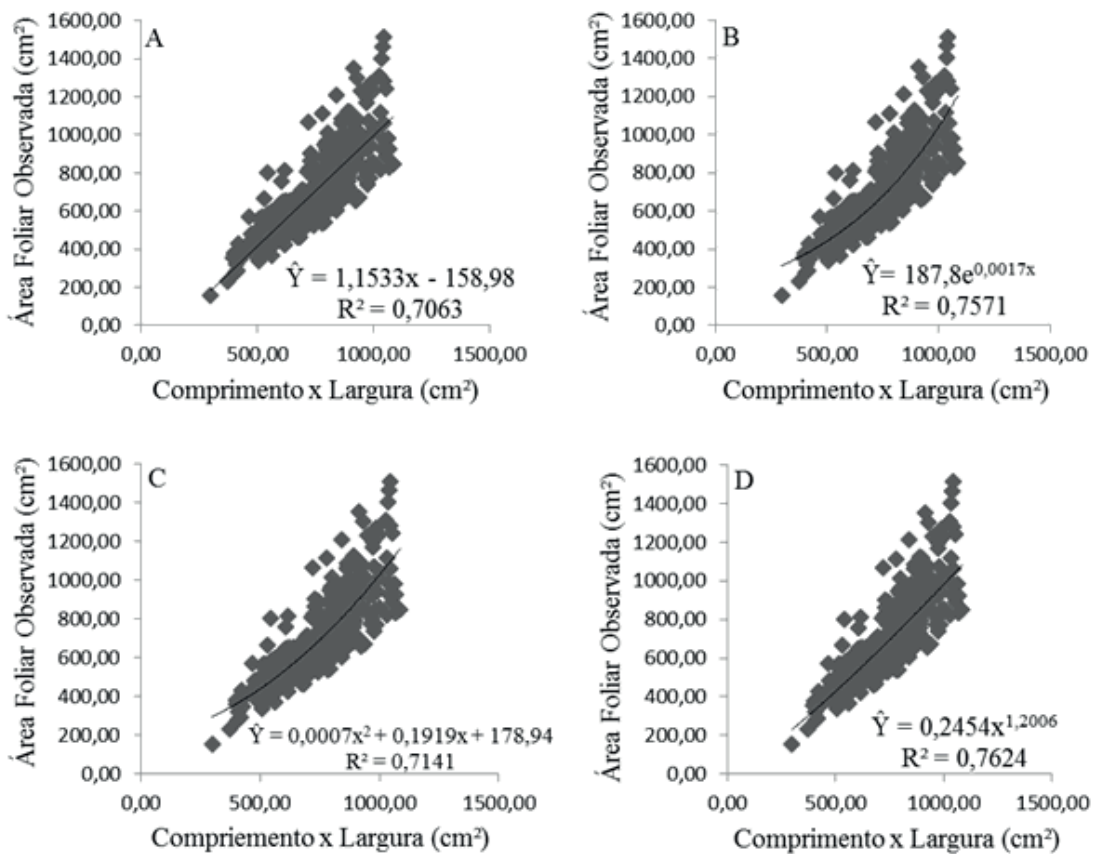 A
Área Foliar Observada (cm²)
1600,00
1400,00
1200,00
1000,00
800,00
600,00
400,00
200,00
0,00
Ŷ = 1,1533x - 158,98
R² = 0,7063
0,00 500,00 1000,00 1500,00
Comprimento x Largura (cm²)
B
Área Foliar Observada (cm²)
1600,00
1400,00
1200,00
1000,00
800,00
600,00
400,00
200,00
0,00
Ŷ= 187,8e^0,0017x
R² = 0,7571
0,00 500,00 1000,00 1500,00
Comprimento x Largura (cm²)
C
Área Foliar Observada (cm²)
1600,00
1400,00
1200,00
1000,00
800,00
600,00
400,00
200,00
0,00
Ŷ = 0,0007x² + 0,1919x + 178,94
R² = 0,7141
0,00 500,00 1000,00 1500,00
Compriemento x Largura (cm²)
D
Área Foliar Observada (cm²)
1600,00
1400,00
1200,00
1000,00
800,00
600,00
400,00
200,00
0,00
Ŷ = 0,2454x^1,2006
R² = 0,7624
0,00 500,00 1000,00 1500,00
Comprimento x Largura (cm²)